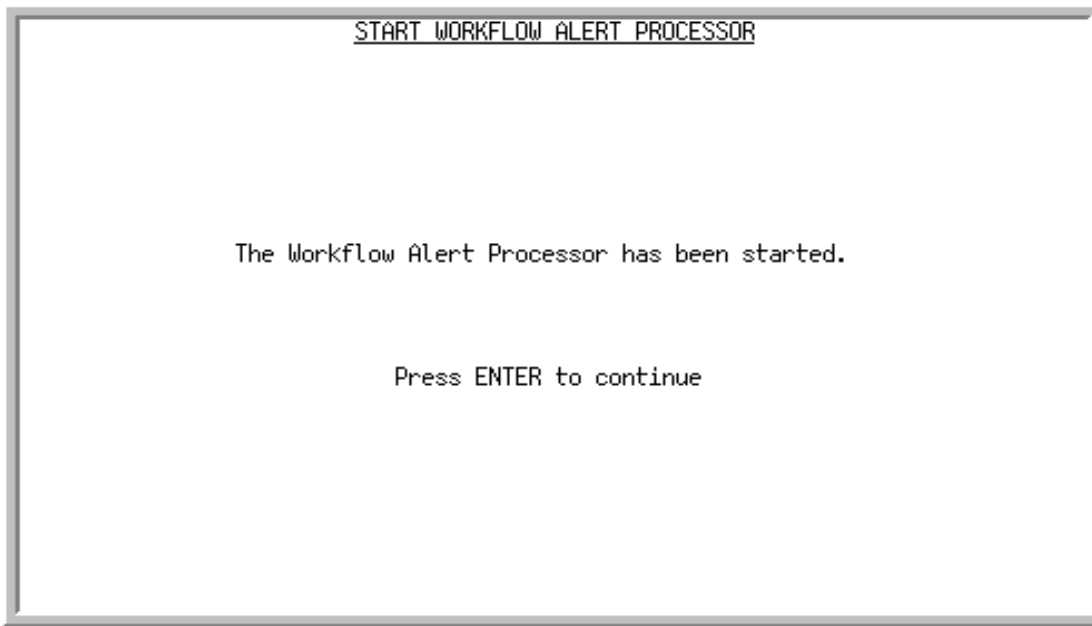 START WORKFLOW ALERT PROCESSOR
The Workflow Alert Processor has been started.
Press ENTER to continue